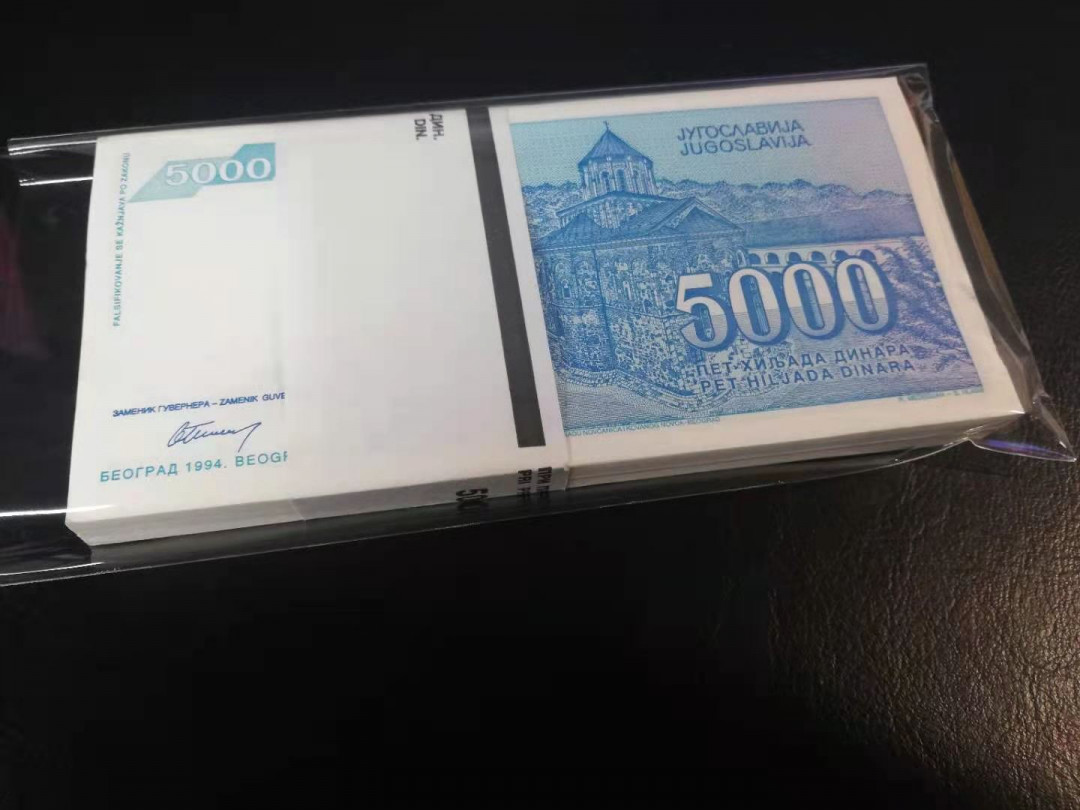 5000
FALSIFIKOVANJE SE KAŽNJAVA PO ZAKONU
ЗАМЕНИК ГУВЕРНЕРА – ZAMENIK GUVE
БЕОГРАД 1994. BEOGR
ДИН.
DIN.
ЈУГОСЛАВИЈА
JUGOSLAVIJA
5000
ПЕТ ХИЉАДА ДИНАРА
PET HILJADA DINARA